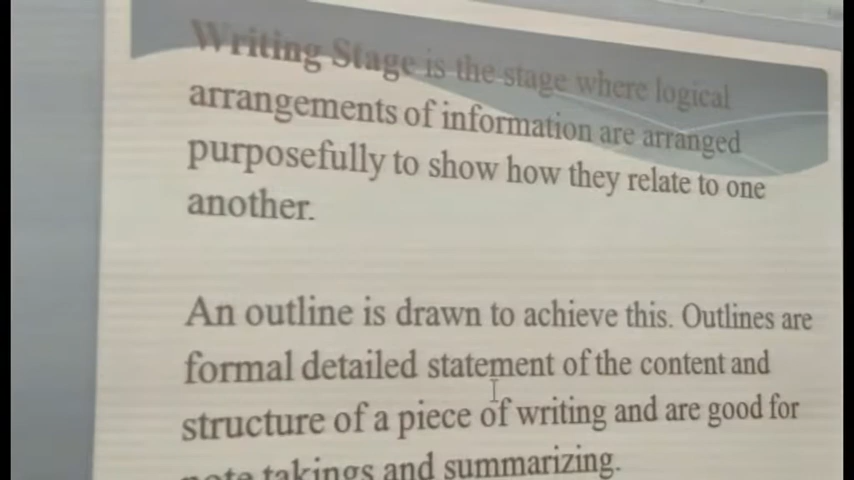 Writing Stage is the stage where logical
arrangements of information are arranged
purposefully to show how they relate to one
another.
An outline is drawn to achieve this. Outlines are
formal detailed statement of the content and
structure of a piece of writing and are good for
note takings and summarizing.